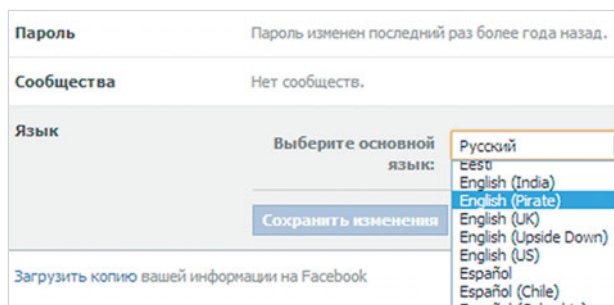 Пароль Пароль изменен последний раз более года назад.
Сообщества Нет сообществ.
Язык
Выберите основной язык: Русский
Eesti
English (India)
English (Pirate)
English (UK)
English (Upside Down)
English (US)
Español
Español (Chile)
Сохранить изменения
Загрузить копию вашей информации на Facebook